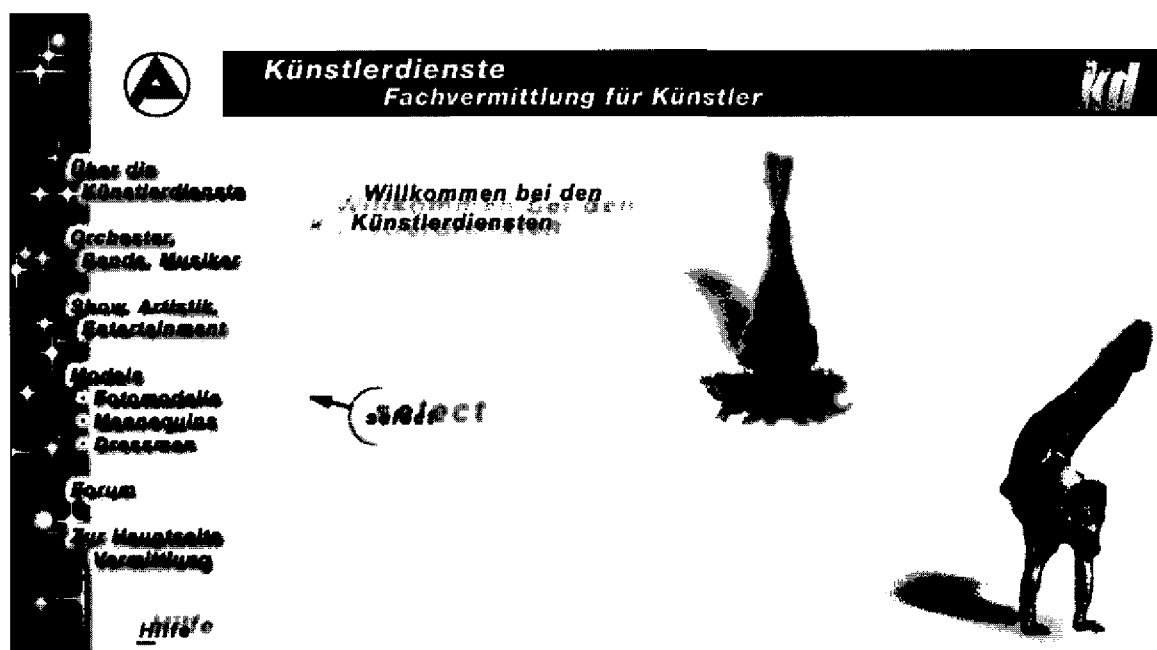 Künstlerdienste
Fachvermittlung für Künstler
ikd
Über die
Künstlerdienste
Orchester,
Bands, Musiker
Show, Artistik,
Entertainment
Models
Fotomodelle
Mannequins
Dressmen
Forum
Zur Hauptseite
Vermittlung
Hilfe
Willkommen bei den
Künstlerdiensten
select